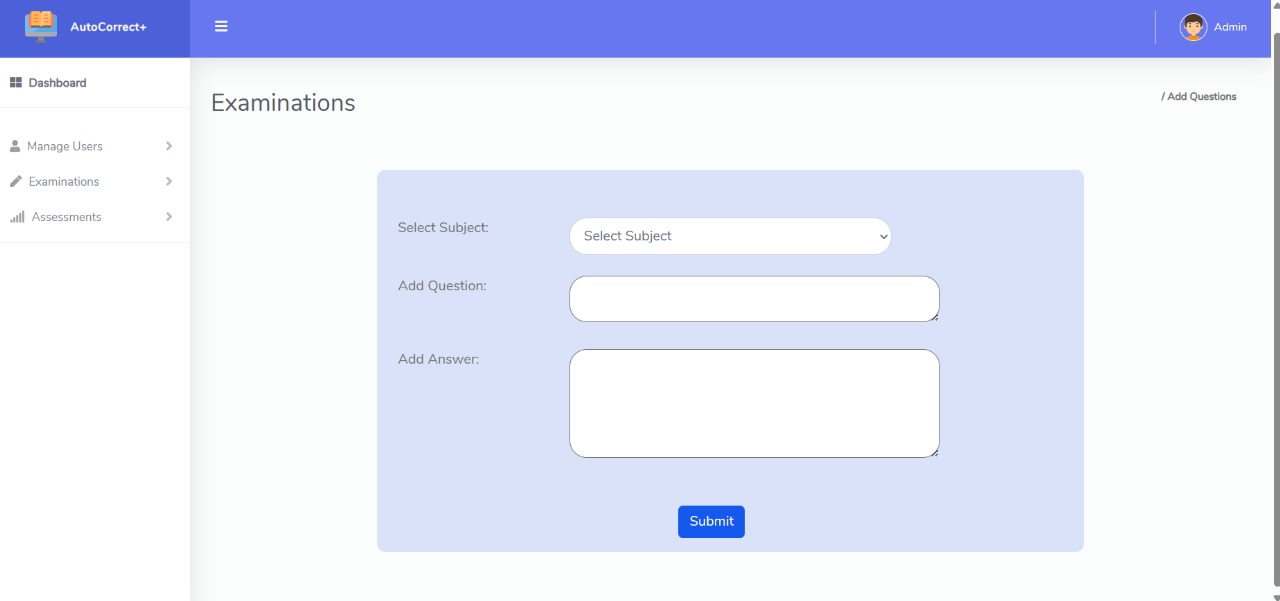 AutoCorrect+
Admin
Dashboard
Examinations
/ Add Questions
Manage Users
Examinations
Assessments
Select Subject:
Select Subject
Add Question:
Add Answer:
Submit